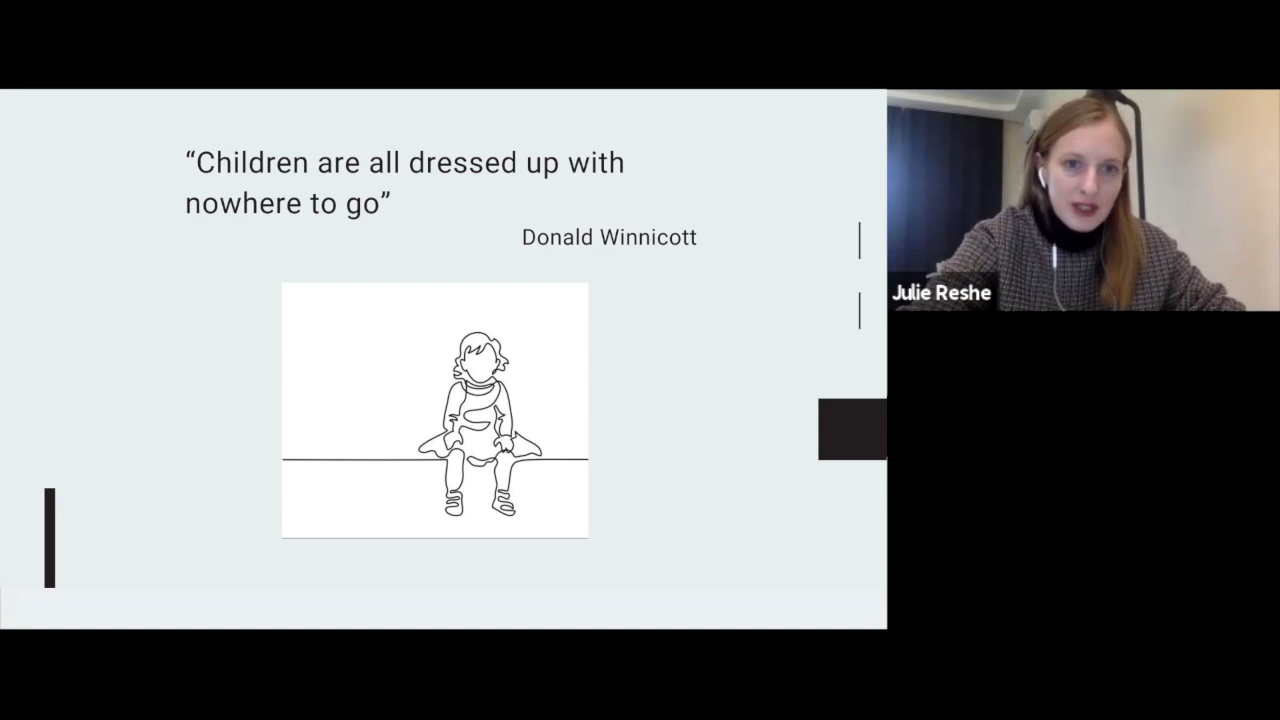 “Children are all dressed up with
nowhere to go”
Donald Winnicott
Julie Reshe